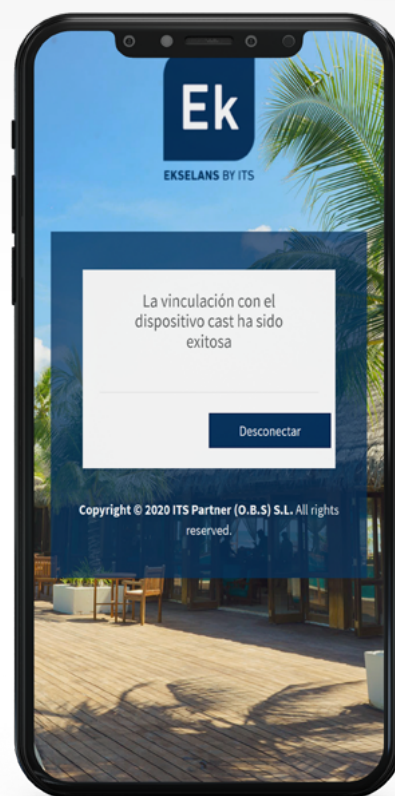 Ek
EKSELANS BY ITS
La vinculación con el
dispositivo cast ha sido
exitosa
Desconectar
Copyright © 2020 ITS Partner (O.B.S) S.L. All rights
reserved.